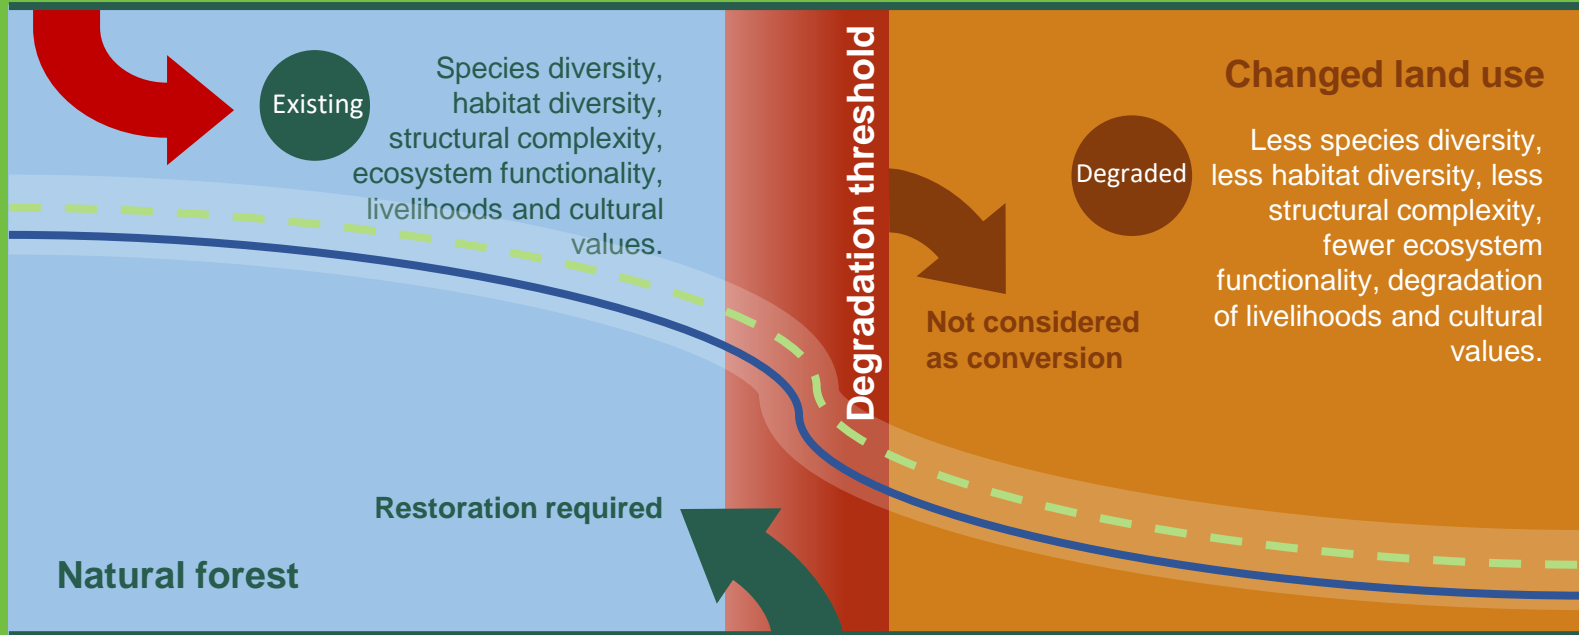 Existing
Species diversity,
habitat diversity,
structural complexity,
ecosystem functionality,
livelihoods and cultural
values.
Restoration required
Natural forest
Degradation threshold
Changed land use
Degraded
Less species diversity,
less habitat diversity, less
structural complexity,
fewer ecosystem
functionality, degradation
of livelihoods and cultural
values.
Not considered
as conversion